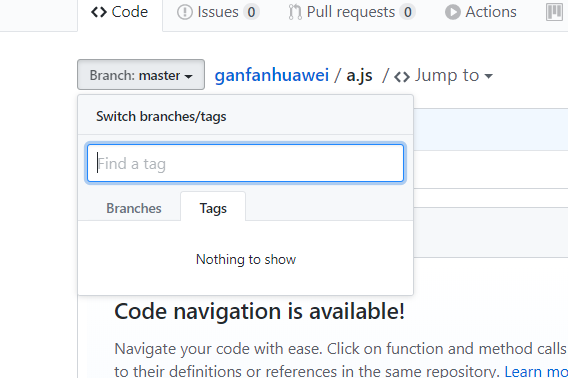 Code Issues 0 Pull requests 0 Actions
Branch: master ganfanhuawei / a.js / Jump to
Switch branches/tags
Find a tag
Branches Tags
Nothing to show
Code navigation is available!
Navigate your code with ease. Click on function and method calls
to their definitions or references in the same repository. Learn mo